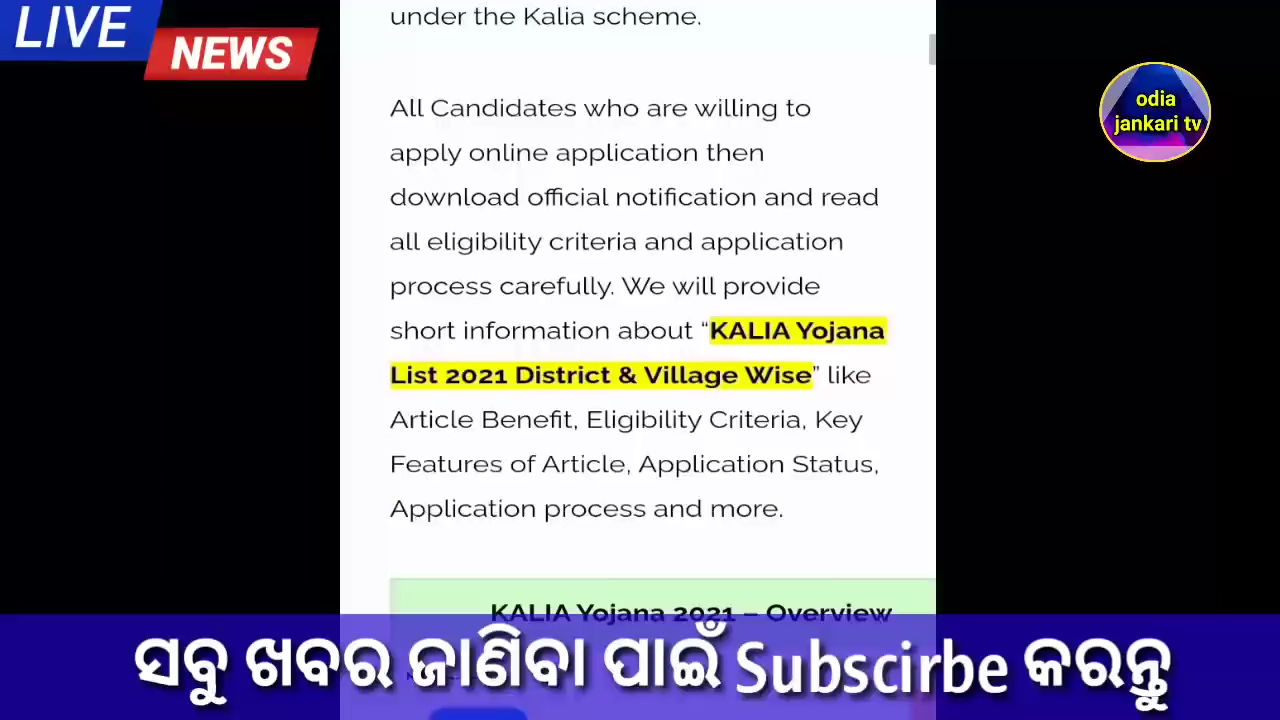 LIVE
NEWS
under the Kalia scheme.
odia
jankari tv
All Candidates who are willing to
apply online application then
download official notification and read
all eligibility criteria and application
process carefully. We will provide
short information about “KALIA Yojana
List 2021 District & Village Wise” like
Article Benefit, Eligibility Criteria, Key
Features of Article, Application Status,
Application process and more.
KALIA Yojana 2021 – Overview
ସବୁ ଖବର ଜାଣିବା ପାଇଁ Subscirbe କରନ୍ତୁ